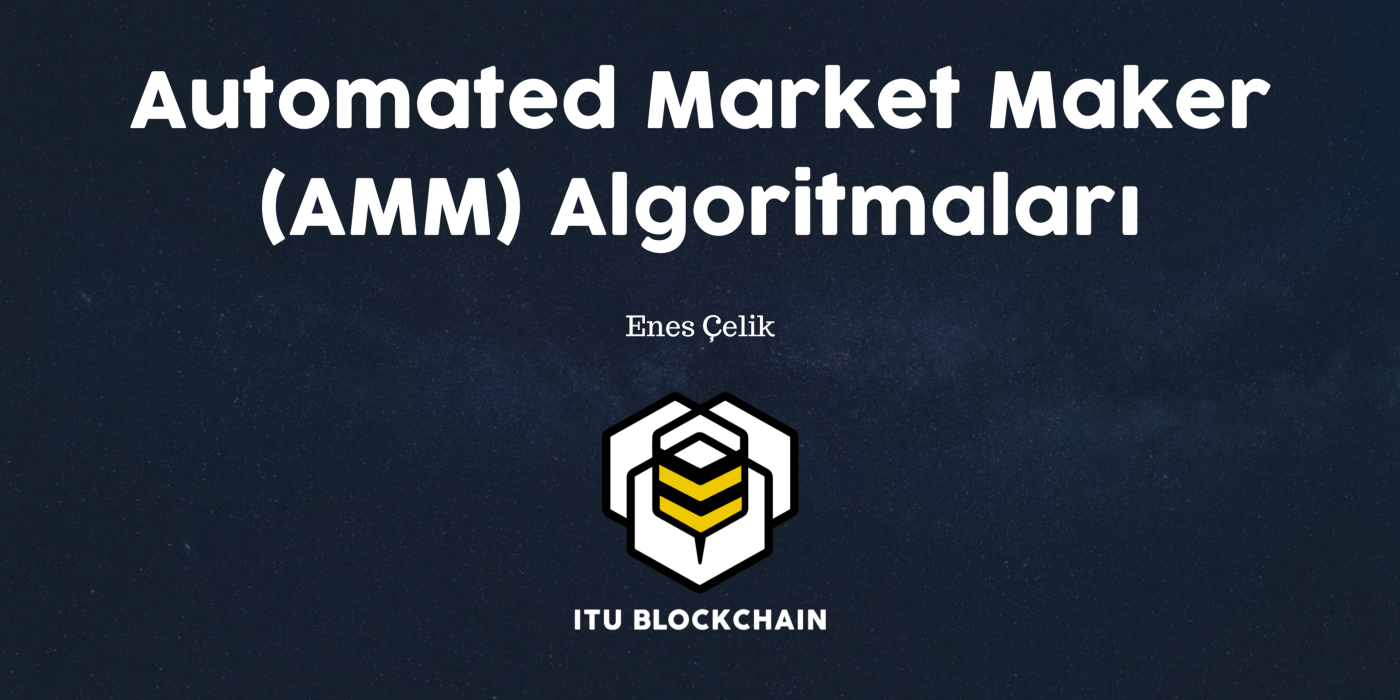 Automated Market Maker
(AMM) Algoritmaları
Enes Çelik
ITU BLOCKCHAIN